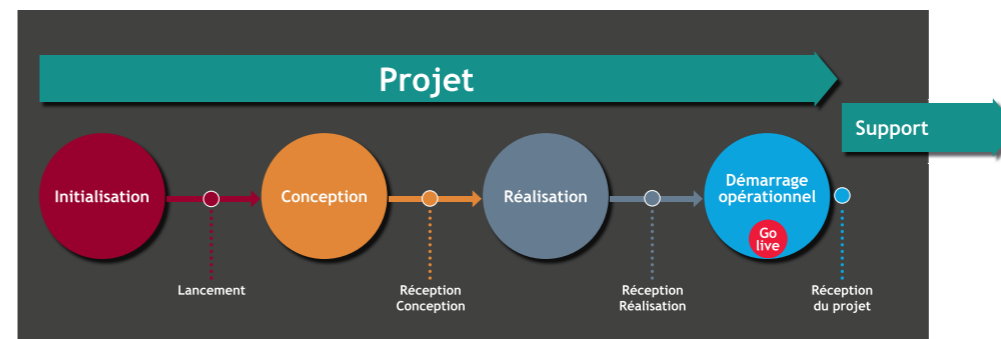 Projet
Support
Initialisation
Conception
Réalisation
Démarrage
opérationnel
Go
live
Lancement
Réception
Conception
Réception
Réalisation
Réception
du projet